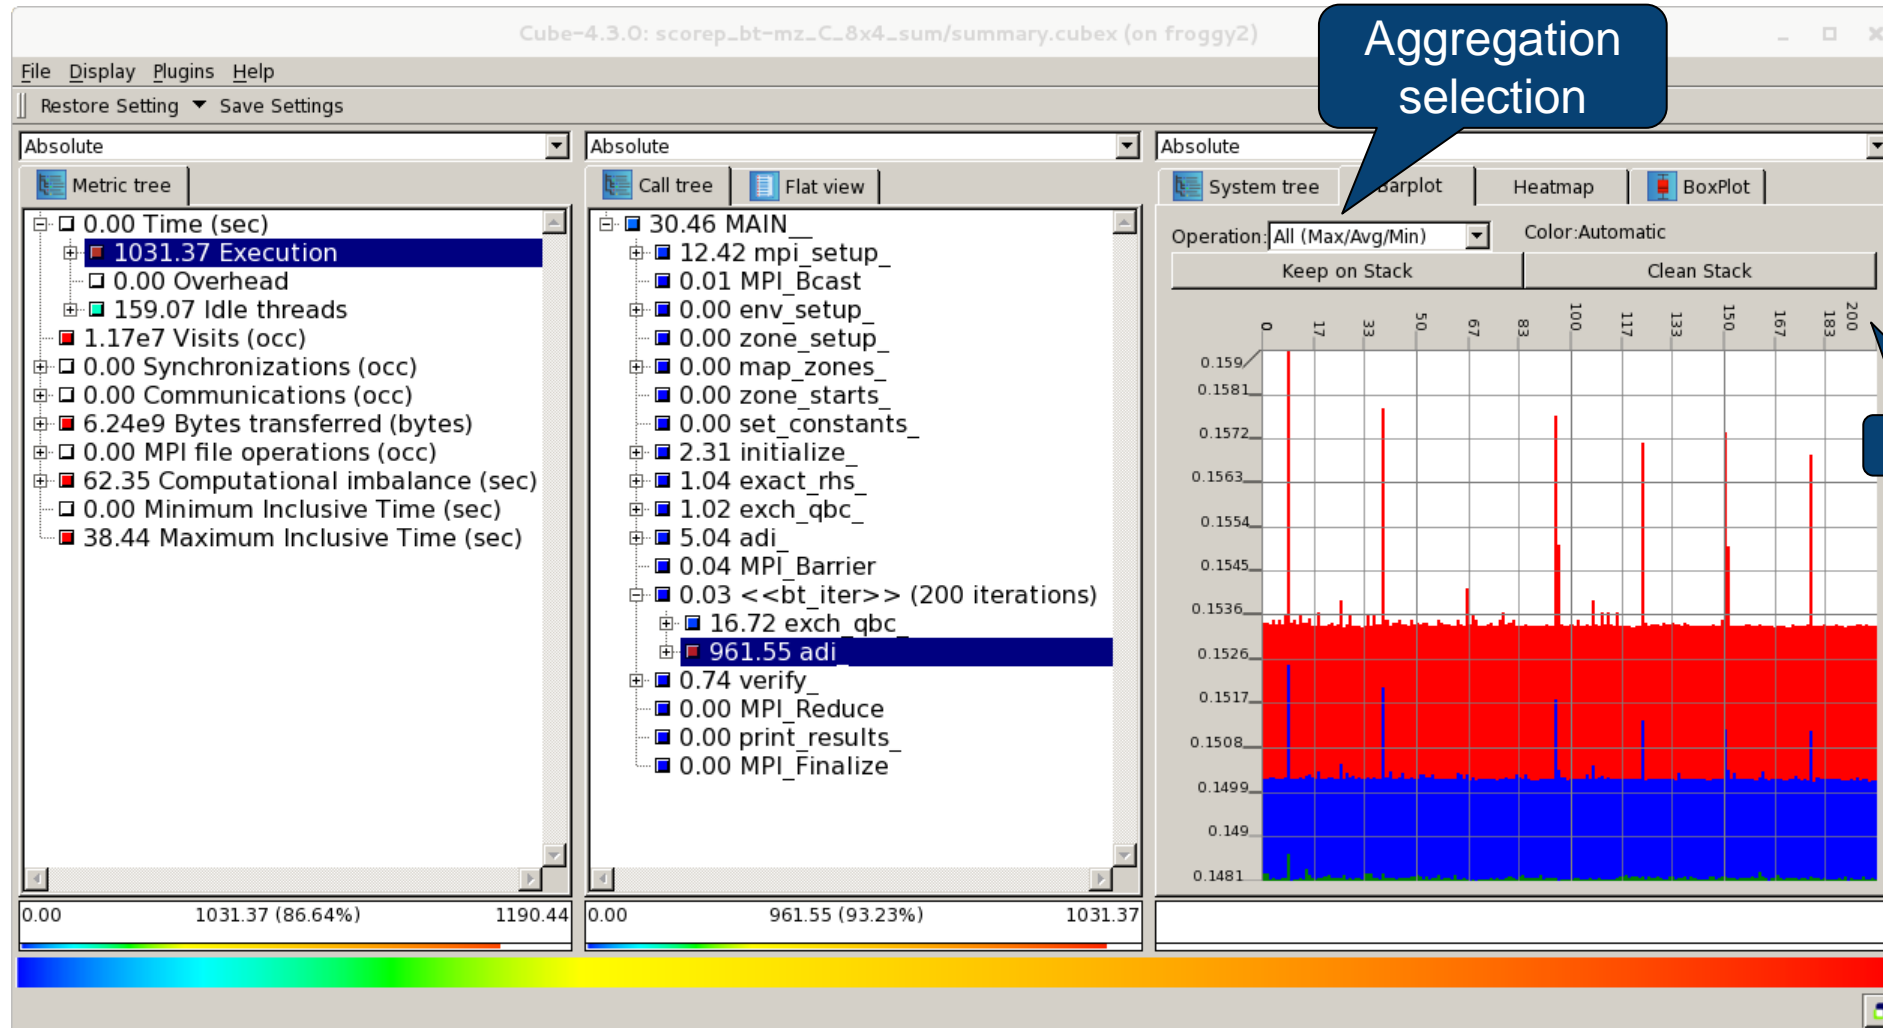 Cube-4.3.0: scorep_bt-mz_C_8x4_sum/summary.cubex (on froggy2)
Aggregation
selection
File Display Plugins Help
Restore Setting Save Settings
Absolute
Metric tree
0.00 Time (sec)
1031.37 Execution
0.00 Overhead
159.07 Idle threads
1.17e7 Visits (occ)
0.00 Synchronizations (occ)
0.00 Communications (occ)
6.24e9 Bytes transferred (bytes)
0.00 MPI file operations (occ)
62.35 Computational imbalance (sec)
0.00 Minimum Inclusive Time (sec)
38.44 Maximum Inclusive Time (sec)
0.00 1031.37 (86.64%) 1190.44
Absolute
Call tree Flat view
30.46 MAIN__
12.42 mpi_setup_
0.01 MPI_Bcast
0.00 env_setup_
0.00 zone_setup_
0.00 map_zones_
0.00 zone_starts_
0.00 set_constants_
2.31 initialize_
1.04 exact_rhs_
1.02 exch_qbc_
5.04 adi_
0.04 MPI_Barrier
0.03 <<bt_iter>> (200 iterations)
16.72 exch_qbc_
961.55 adi_
0.74 verify_
0.00 MPI_Reduce
0.00 print_results_
0.00 MPI_Finalize
0.00 961.55 (93.23%) 1031.37
Absolute
System tree Barplot Heatmap BoxPlot
Operation: All (Max/Avg/Min) Color:Automatic
Keep on Stack Clean Stack
0 17 33 50 67 83 100 117 133 150 167 183 200
0.159
0.1581
0.1572
0.1563
0.1554
0.1545
0.1536
0.1526
0.1517
0.1508
0.1499
0.149
0.1481